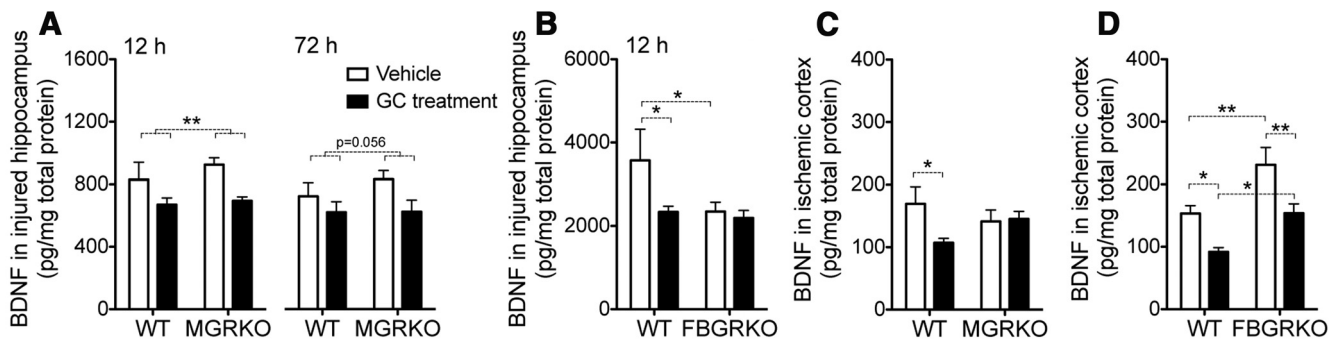 A
12 h
BDNF in injured hippocampus
(pg/mg total protein)
1600
1200
800
400
0
**
WT MGRKO
72 h
Vehicle
GC treatment
p=0.056
WT MGRKO
B
12 h
BDNF in injured hippocampus
(pg/mg total protein)
6000
4000
2000
0
*
*
WT FBGRKO
C
BDNF in ischemic cortex
(pg/mg total protein)
400
300
200
100
0
*
WT MGRKO
D
BDNF in ischemic cortex
(pg/mg total protein)
400
300
200
100
0
**
**
*
*
WT FBGRKO